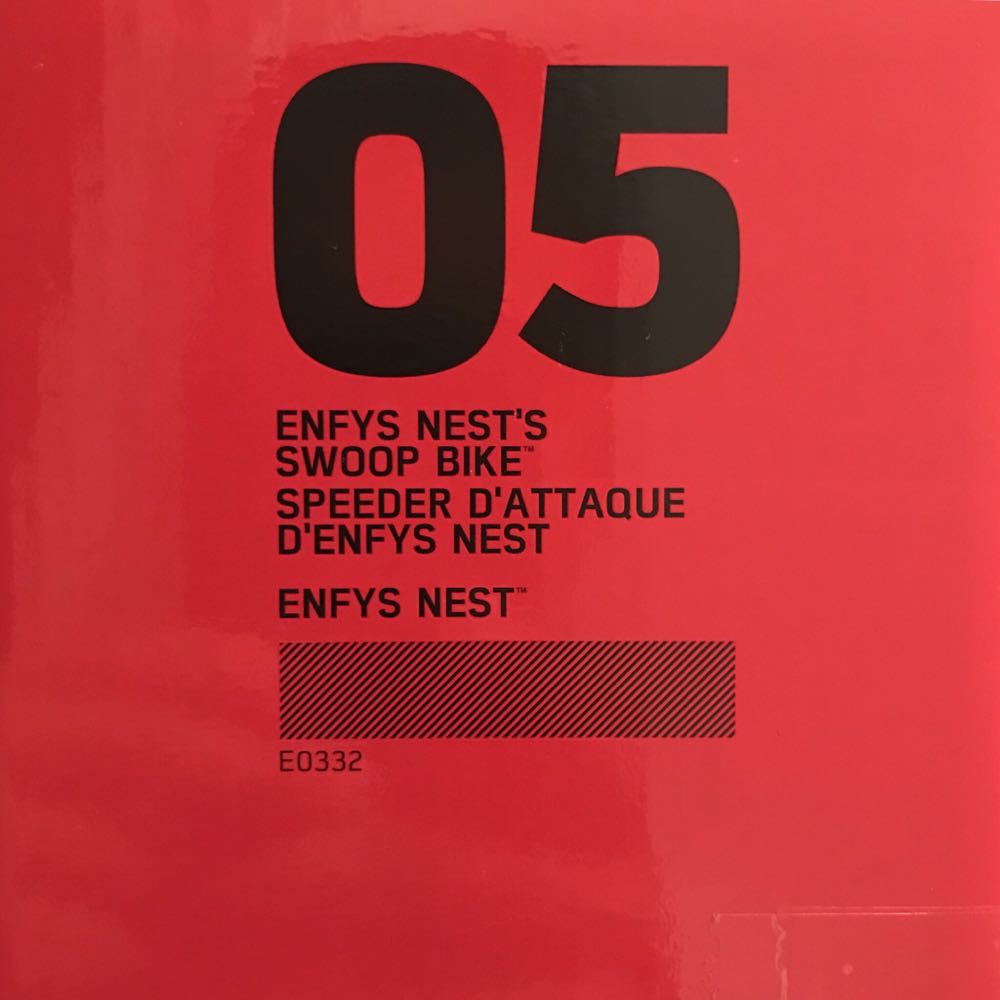 05
ENFYS NEST'S
SWOOP BIKE™
SPEEDER D'ATTAQUE
D'ENFYS NEST
ENFYS NEST™
E0332